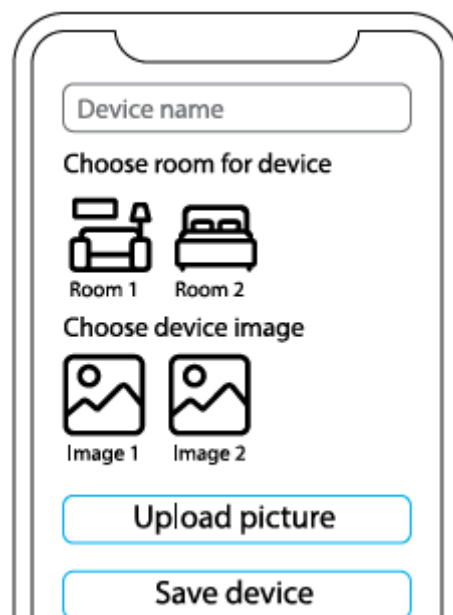 Device name
Choose room for device
Room 1 Room 2
Choose device image
Image 1 Image 2
Upload picture
Save device